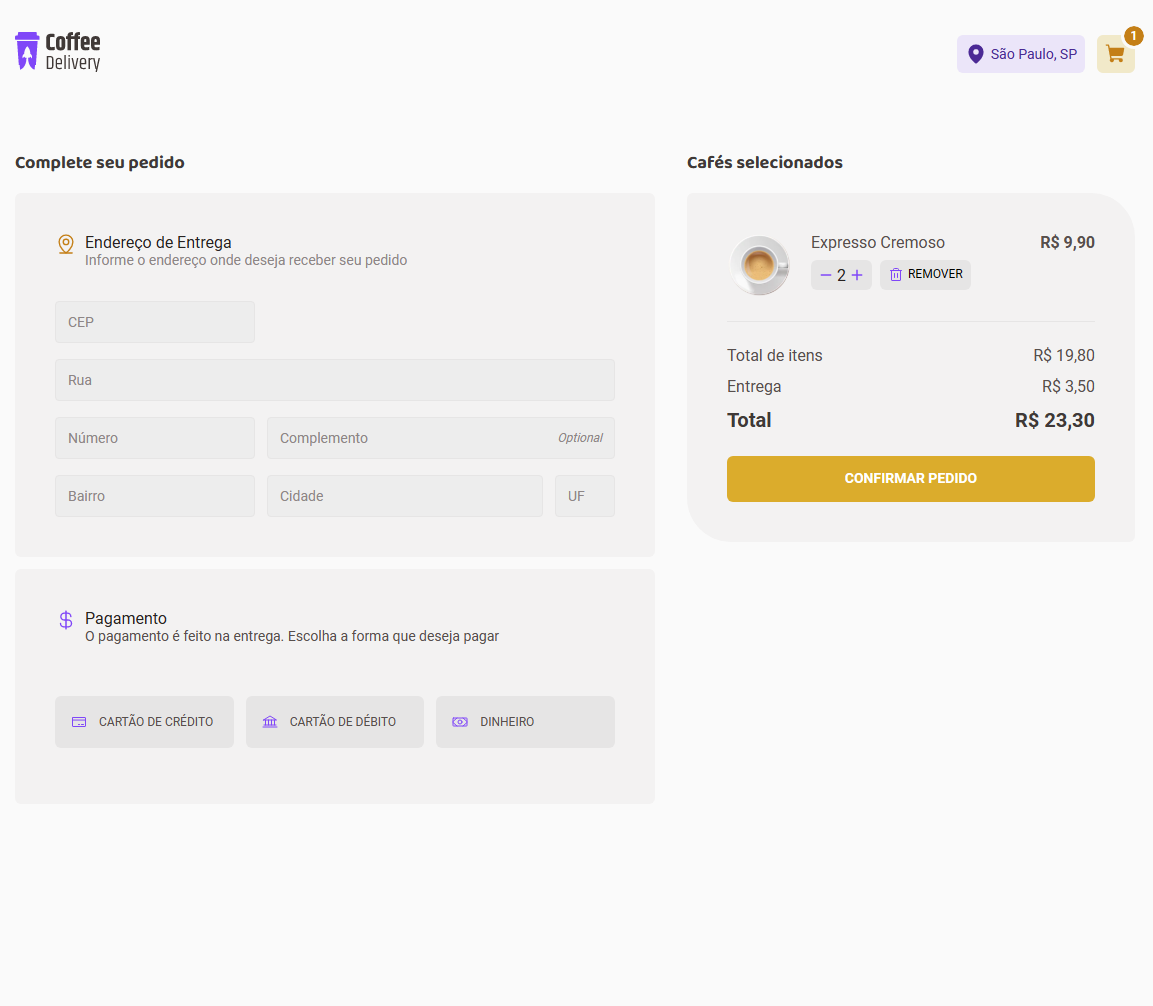 Coffee
Delivery
São Paulo, SP
1
Complete seu pedido
Endereço de Entrega
Informe o endereço onde deseja receber seu pedido
CEP
Rua
Número
Complemento
Optional
Bairro
Cidade
UF
Pagamento
O pagamento é feito na entrega. Escolha a forma que deseja pagar
CARTÃO DE CRÉDITO
CARTÃO DE DÉBITO
DINHEIRO
Cafés selecionados
Expresso Cremoso
R$ 9,90
2
REMOVER
Total de itens
R$ 19,80
Entrega
R$ 3,50
Total
R$ 23,30
CONFIRMAR PEDIDO